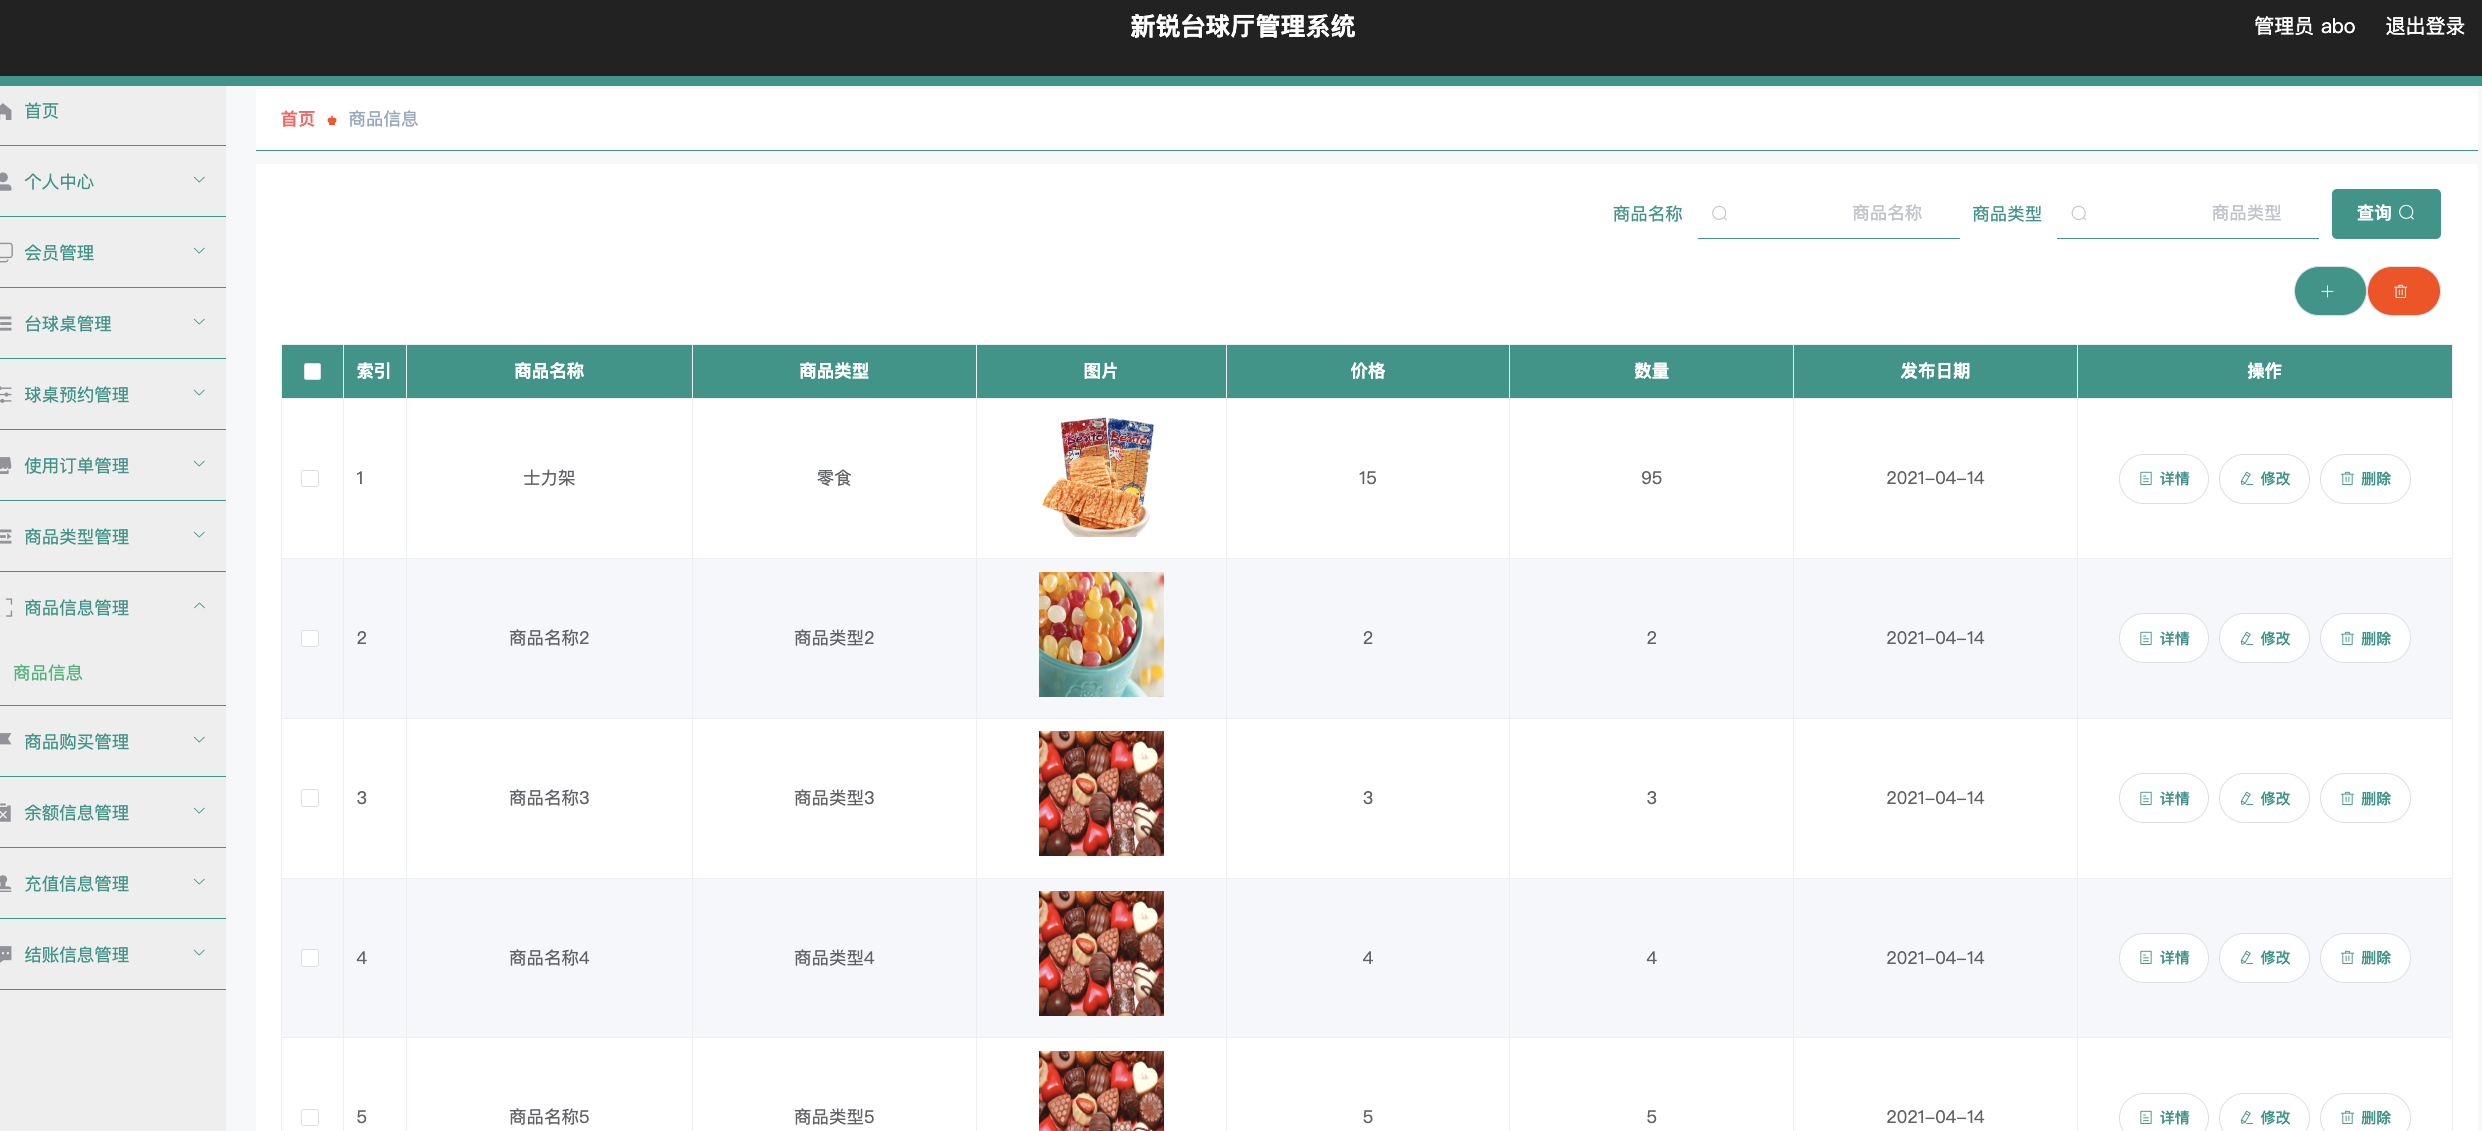 新锐台球厅管理系统
管理员 abo 退出登录
首页
个人中心
会员管理
台球桌管理
球桌预约管理
使用订单管理
商品类型管理
商品信息管理
商品信息
商品购买管理
余额信息管理
充值信息管理
结账信息管理
首页 商品信息
商品名称 商品名称 商品类型 商品类型 查询
索引 商品名称 商品类型 图片 价格 数量 发布日期 操作
Bento Bento
1 士力架 零食 15 95 2021-04-14 详情 修改 删除
2 商品名称2 商品类型2 2 2 2021-04-14 详情 修改 删除
3 商品名称3 商品类型3 3 3 2021-04-14 详情 修改 删除
4 商品名称4 商品类型4 4 4 2021-04-14 详情 修改 删除
5 商品名称5 商品类型5 5 5 2021-04-14 详情 修改 删除